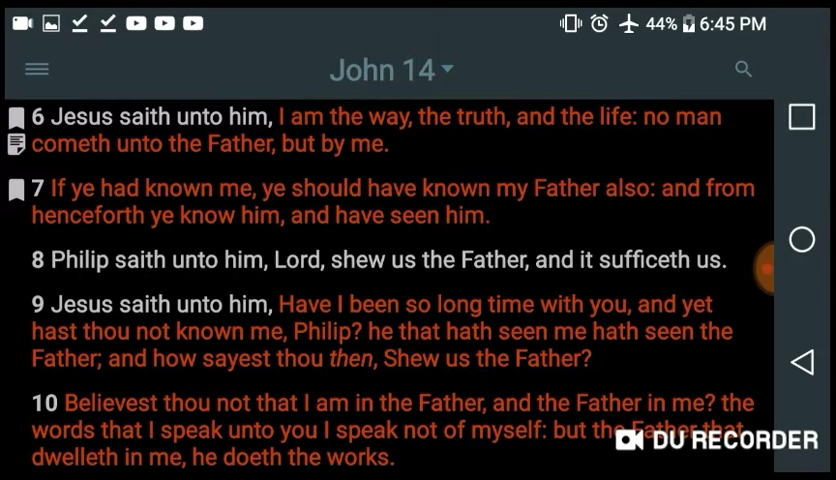 44% 6:45 PM
John 14
6 Jesus saith unto him, I am the way, the truth, and the life: no man
cometh unto the Father, but by me.
7 If ye had known me, ye should have known my Father also: and from
henceforth ye know him, and have seen him.
8 Philip saith unto him, Lord, shew us the Father, and it sufficeth us.
9 Jesus saith unto him, Have I been so long time with you, and yet
hast thou not known me, Philip? he that hath seen me hath seen the
Father; and how sayest thou then, Shew us the Father?
10 Believest thou not that I am in the Father, and the Father in me? the
words that I speak unto you I speak not of myself: but the Father that
dwelleth in me, he doeth the works.
DU RECORDER